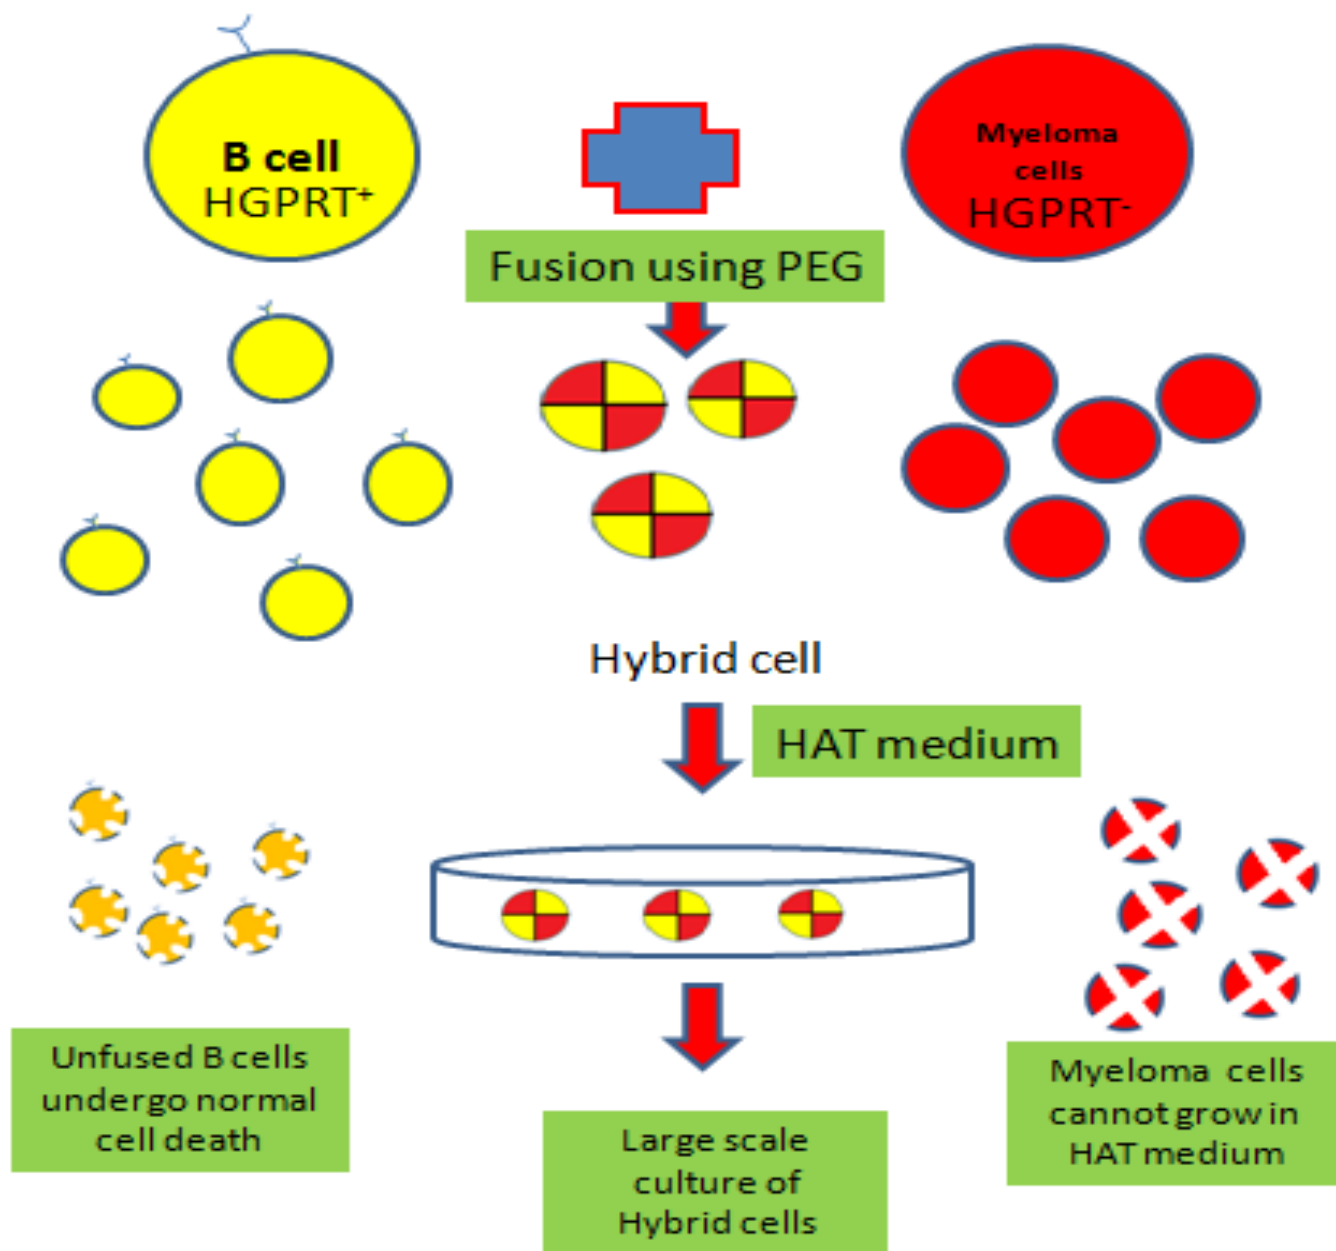 B cell
HGPRT⁺
Myeloma
cells
HGPRT⁻
Fusion using PEG
Hybrid cell
HAT medium
Unfused B cells
undergo normal
cell death
Large scale
culture of
Hybrid cells
Myeloma cells
cannot grow in
HAT medium